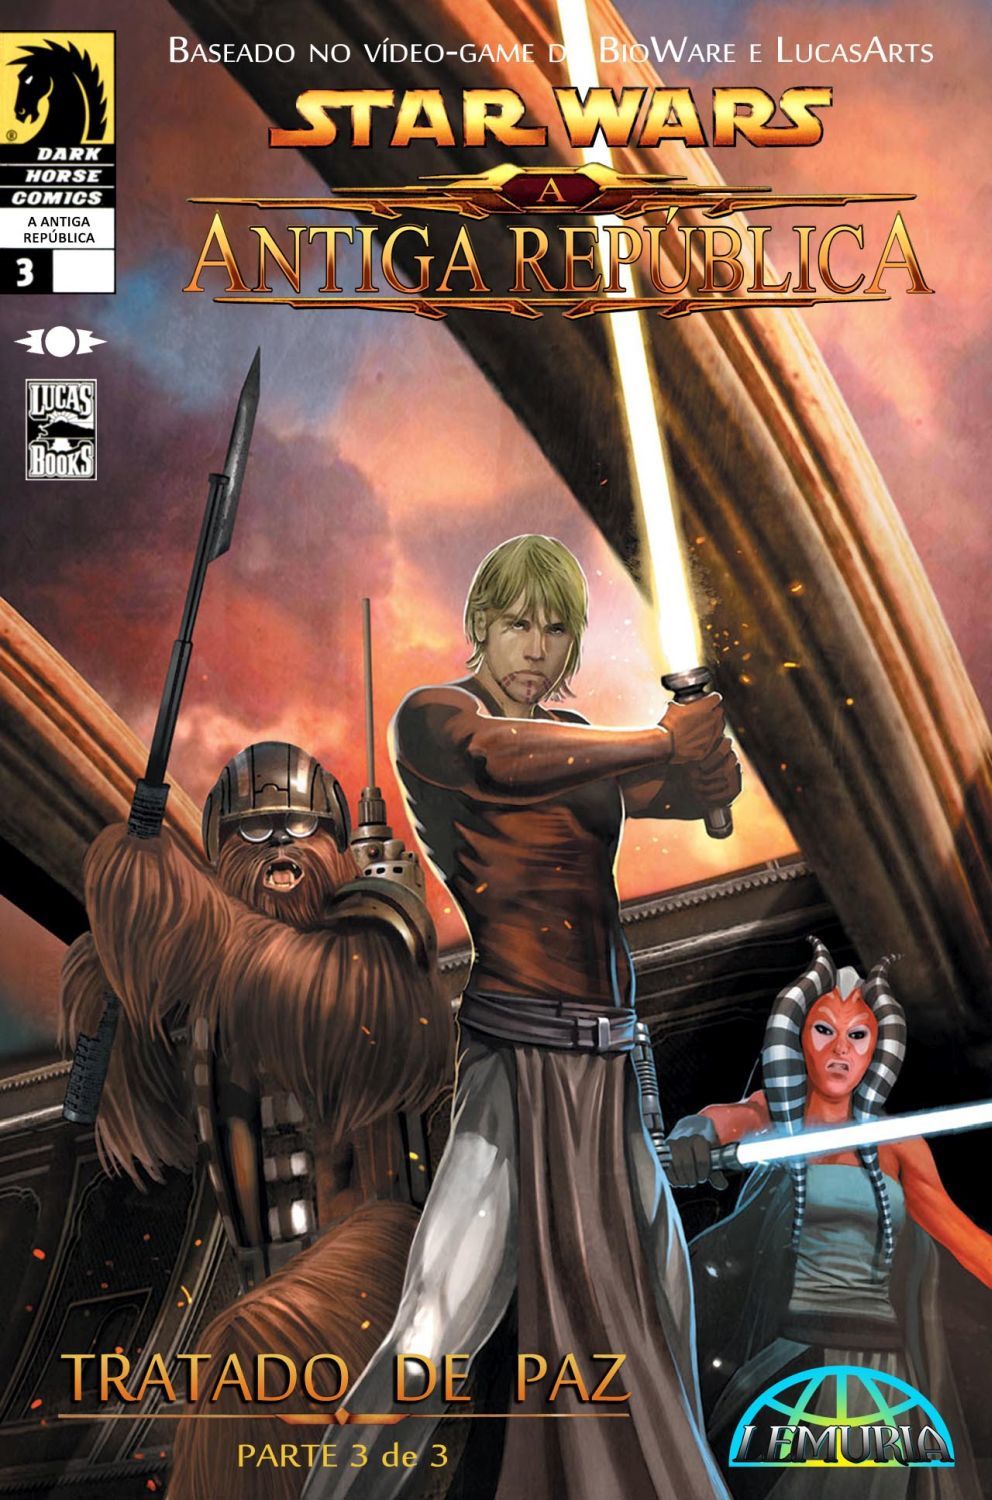 BASEADO NO VÍDEO-GAME DE BIOWARE E LUCASARTS
STAR WARS
A
ANTIGA REPÚBLICA
DARK
HORSE
COMICS
®
A ANTIGA
REPÚBLICA
3
LUCAS
BOOKS
TRATADO DE PAZ
PARTE 3 de 3
LEMURIA